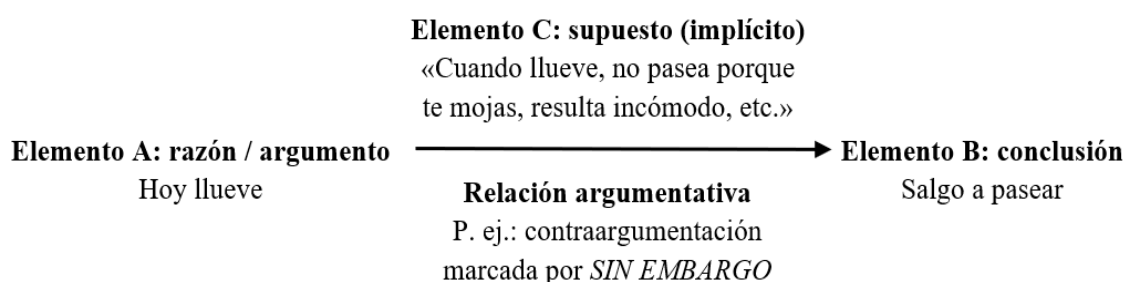 Elemento C: supuesto (implícito)
«Cuando llueve, no pasea porque
te mojas, resulta incómodo, etc.»
Elemento A: razón / argumento
Hoy llueve
Elemento B: conclusión
Salgo a pasear
Relación argumentativa
P. ej.: contraargumentación
marcada por SIN EMBARGO